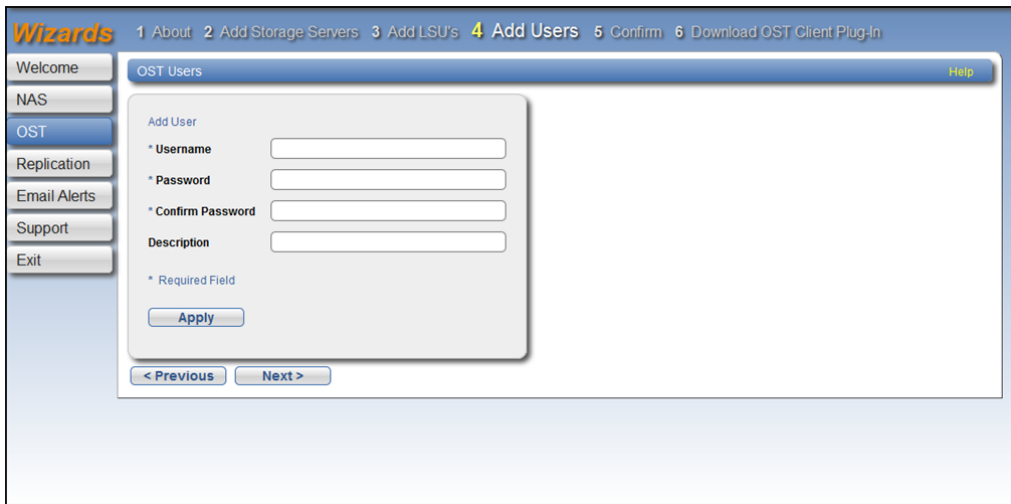 Wizards
1 About 2 Add Storage Servers 3 Add LSU's 4 Add Users 5 Confirm 6 Download OST Client Plug-In
Welcome
NAS
OST
Replication
Email Alerts
Support
Exit
OST Users Help
Add User
* Username
* Password
* Confirm Password
Description
* Required Field
Apply
< Previous Next >